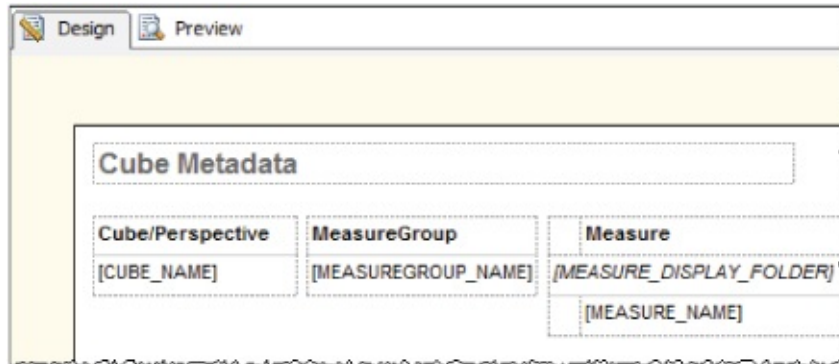 Design Preview
Cube Metadata
Cube/Perspective MeasureGroup Measure
[CUBE_NAME] [MEASUREGROUP_NAME] [MEASURE_DISPLAY_FOLDER]
[MEASURE_NAME]